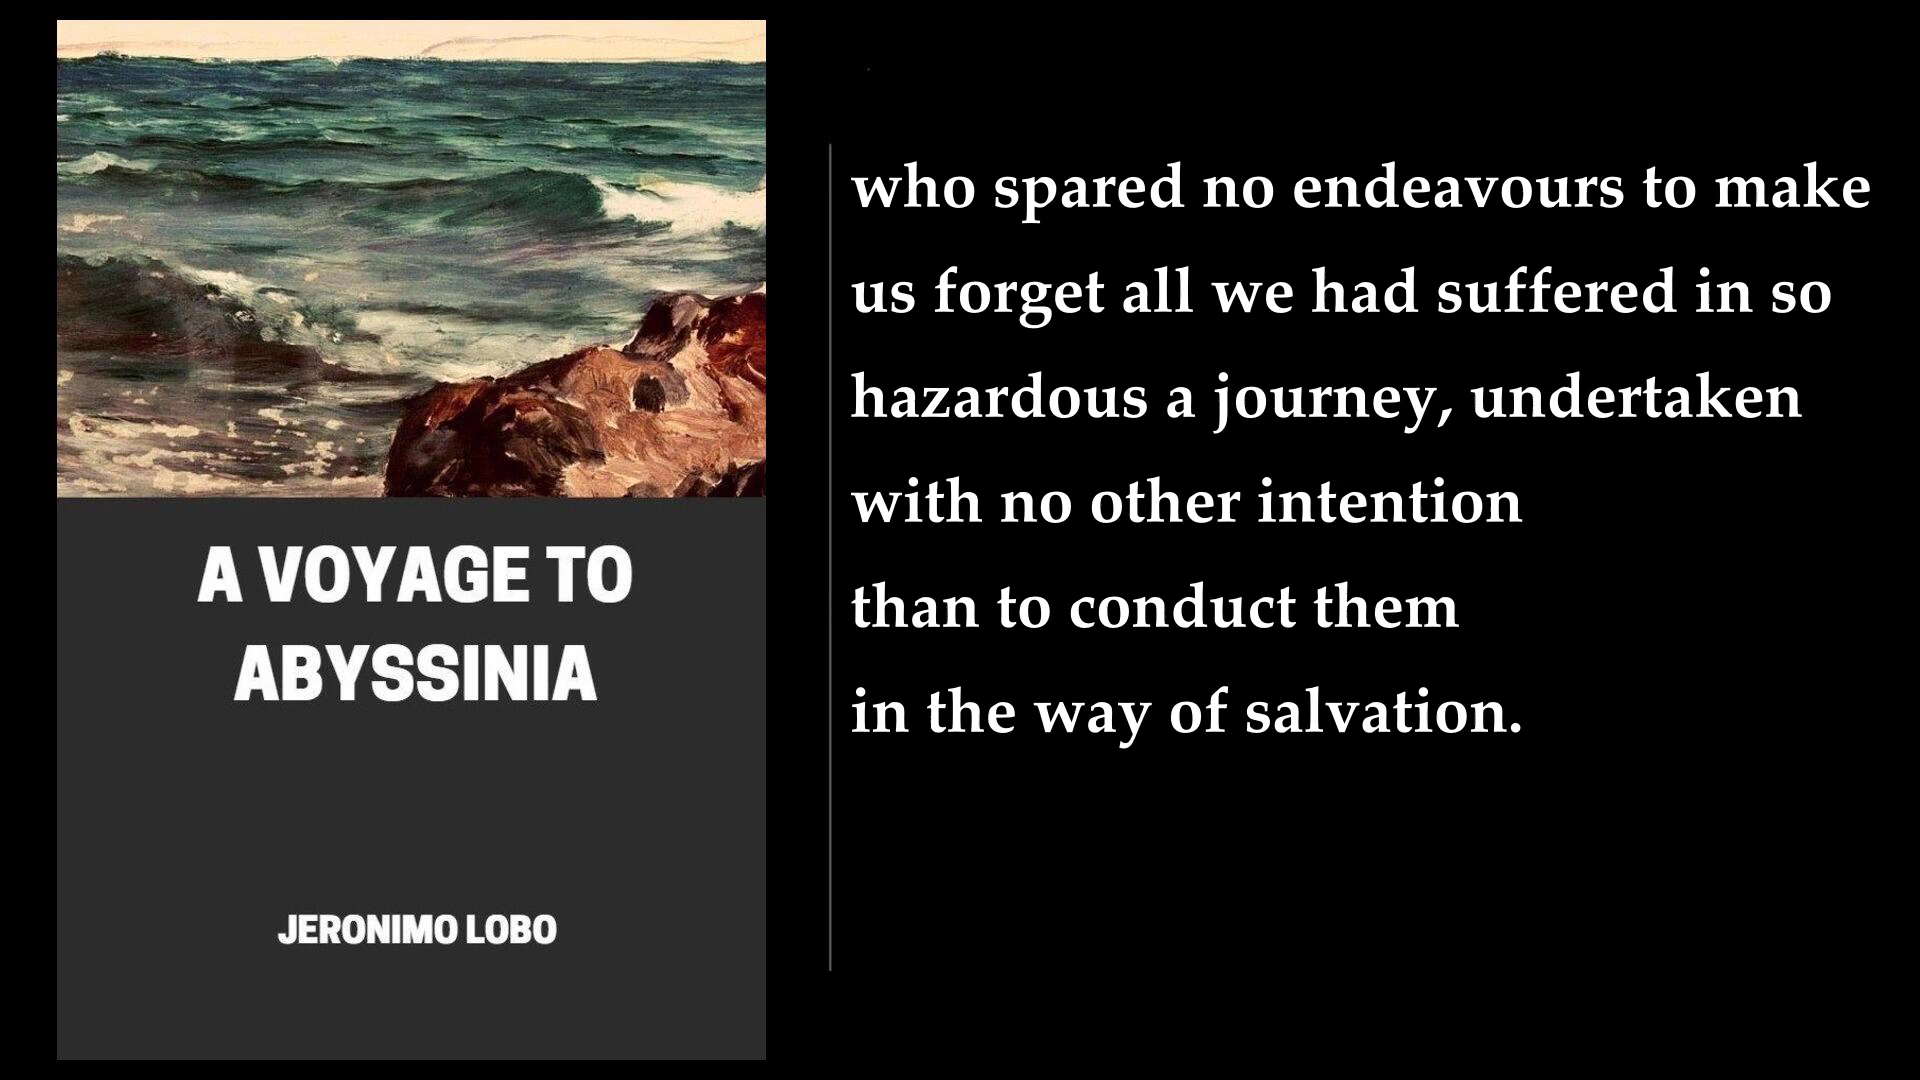 A VOYAGE TO
ABYSSINIA
JERONIMO LOBO
who spared no endeavours to make
us forget all we had suffered in so
hazardous a journey, undertaken
with no other intention
than to conduct them
in the way of salvation.